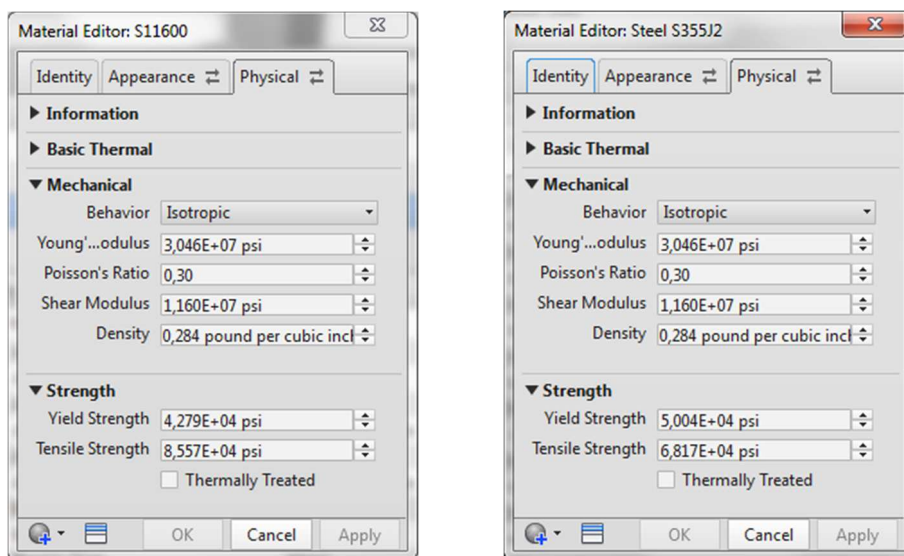 Material Editor: S11600
Identity
Appearance
Physical
Information
Basic Thermal
Mechanical
Behavior Isotropic
Young'...odulus 3,046E+07 psi
Poisson's Ratio 0,30
Shear Modulus 1,160E+07 psi
Density 0,284 pound per cubic incl
Strength
Yield Strength 4,279E+04 psi
Tensile Strength 8,557E+04 psi
Thermally Treated
OK Cancel Apply
Material Editor: Steel S355J2
Identity
Appearance
Physical
Information
Basic Thermal
Mechanical
Behavior Isotropic
Young'...odulus 3,046E+07 psi
Poisson's Ratio 0,30
Shear Modulus 1,160E+07 psi
Density 0,284 pound per cubic incl
Strength
Yield Strength 5,004E+04 psi
Tensile Strength 6,817E+04 psi
Thermally Treated
OK Cancel Apply